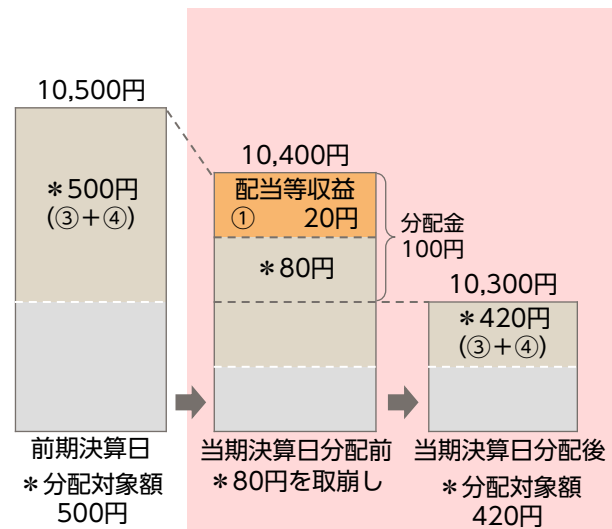 10,500円
＊500円
(③＋④)
前期決算日
＊分配対象額
500円
10,400円
配当等収益
① 20円
＊80円
分配金
100円
当期決算日分配前
＊80円を取崩し
10,300円
＊420円
(③＋④)
当期決算日分配後
＊分配対象額
420円